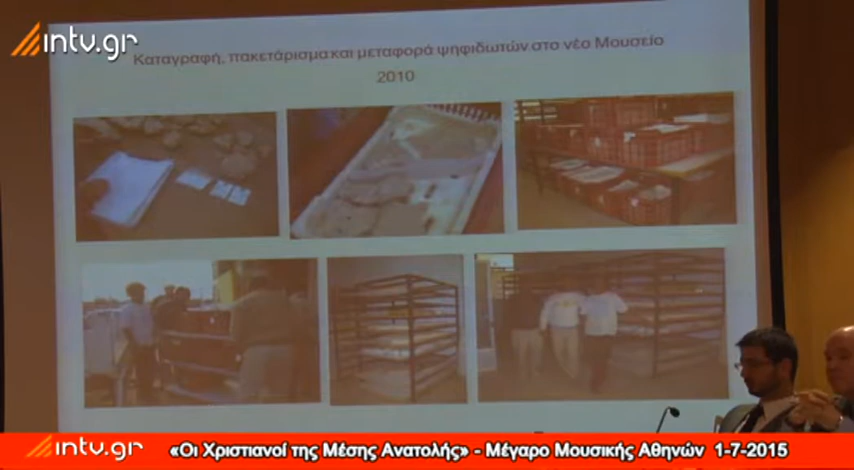 intv.gr
Καταγραφή, πακετάρισμα και μεταφορά ψηφιδωτών στο νέο Μουσείο
2010
intv.gr «Οι Χριστιανοί της Μέσης Ανατολής» - Μέγαρο Μουσικής Αθηνών 1-7-2015